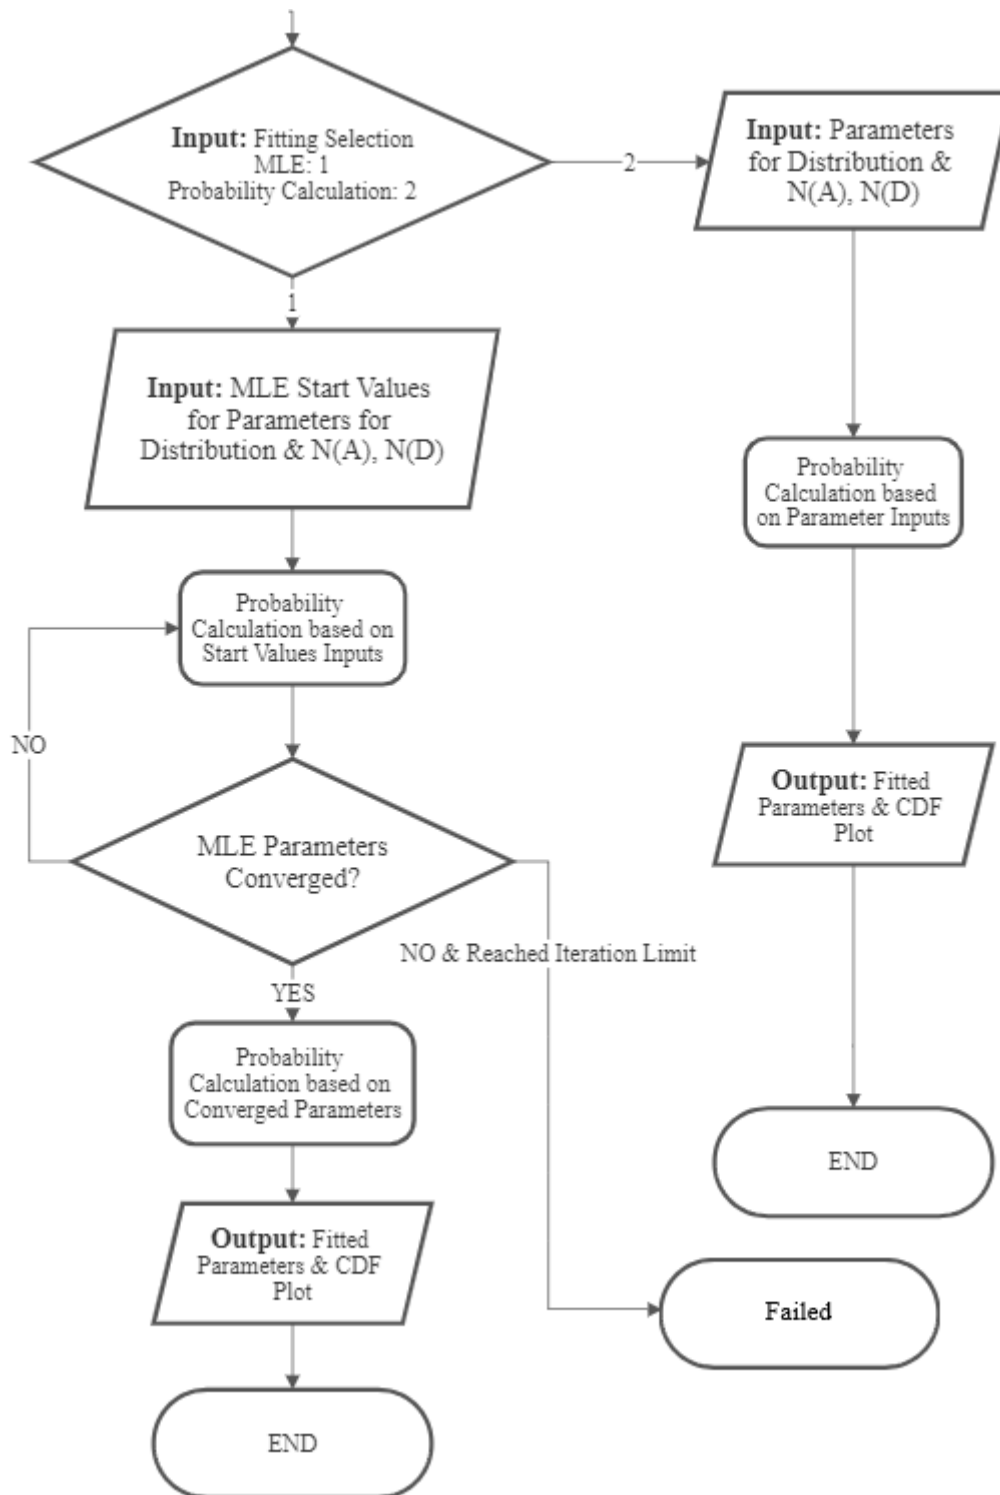 Input: Fitting Selection
MLE: 1
Probability Calculation: 2
2
Input: Parameters
for Distribution &
N(A), N(D)
1
Input: MLE Start Values
for Parameters for
Distribution & N(A), N(D)
Probability
Calculation based
on Parameter Inputs
Probability
Calculation based on
Start Values Inputs
NO
Output: Fitted
Parameters & CDF
Plot
MLE Parameters
Converged?
NO & Reached Iteration Limit
YES
Probability
Calculation based on
Converged Parameters
END
Output: Fitted
Parameters & CDF
Plot
Failed
END